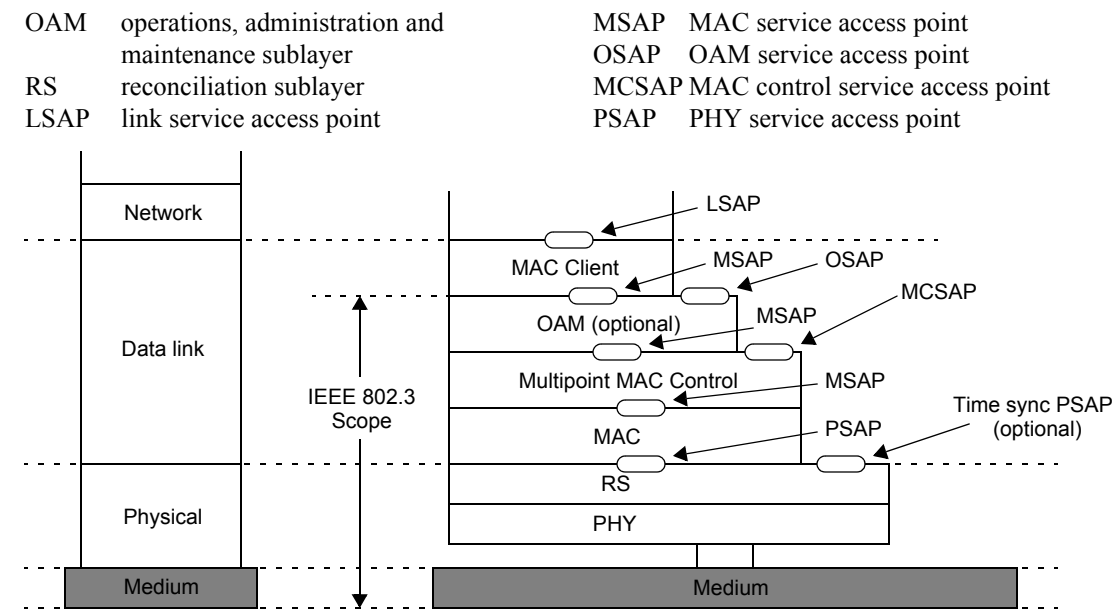 OAM operations, administration and
maintenance sublayer
RS reconciliation sublayer
LSAP link service access point
MSAP MAC service access point
OSAP OAM service access point
MCSAP MAC control service access point
PSAP PHY service access point
Network
Data link
Physical
Medium
IEEE 802.3
Scope
LSAP
MAC Client
MSAP
OSAP
OAM (optional)
MSAP
MCSAP
Multipoint MAC Control
MSAP
MAC
PSAP
Time sync PSAP
(optional)
RS
PHY
Medium